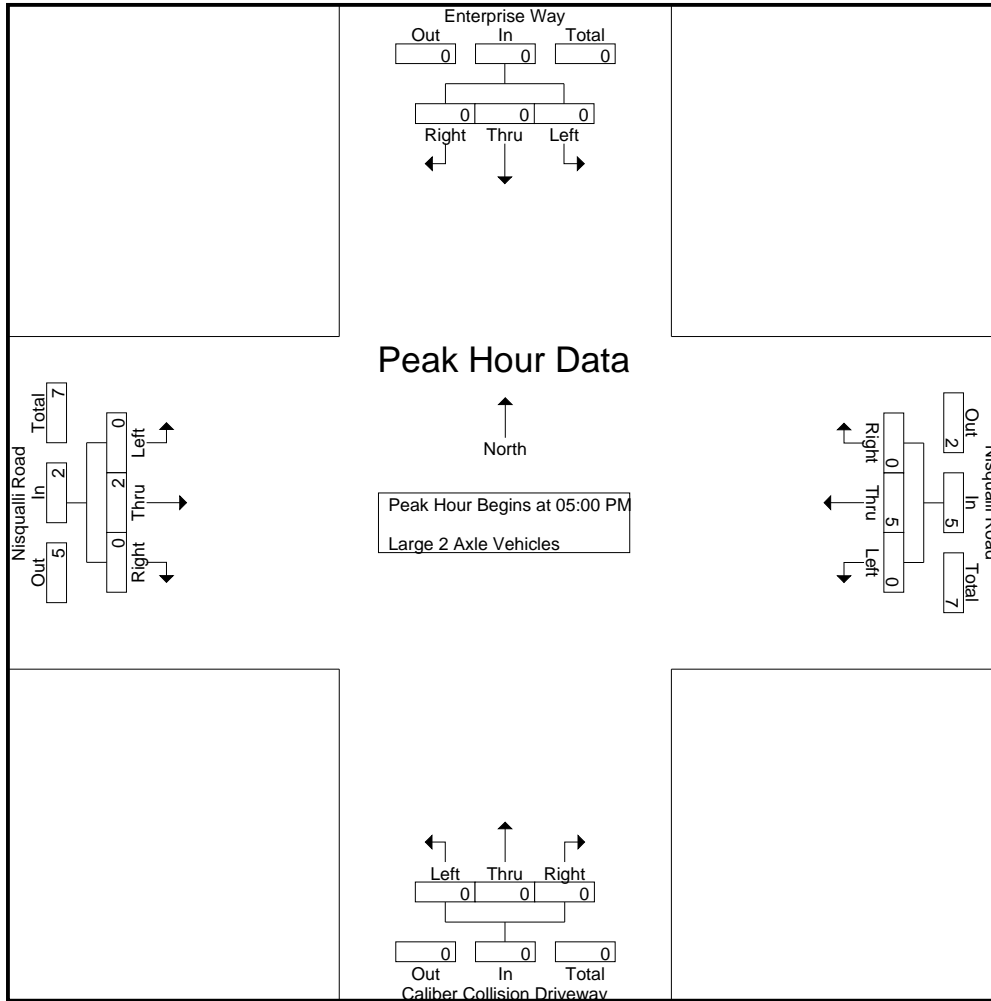 Enterprise Way
Out In Total
0 0 0
0 0 0
Right Thru Left
Peak Hour Data
North
Peak Hour Begins at 05:00 PM
Large 2 Axle Vehicles
Nisqualli Road
Out In Total
5 2 7
0 2 0
Right Thru Left
Nisqualli Road
Out In Total
2 5 7
0 5 0
Right Thru Left
Left Thru Right
0 0 0
0 0 0
Out In Total
Caliber Collision Driveway